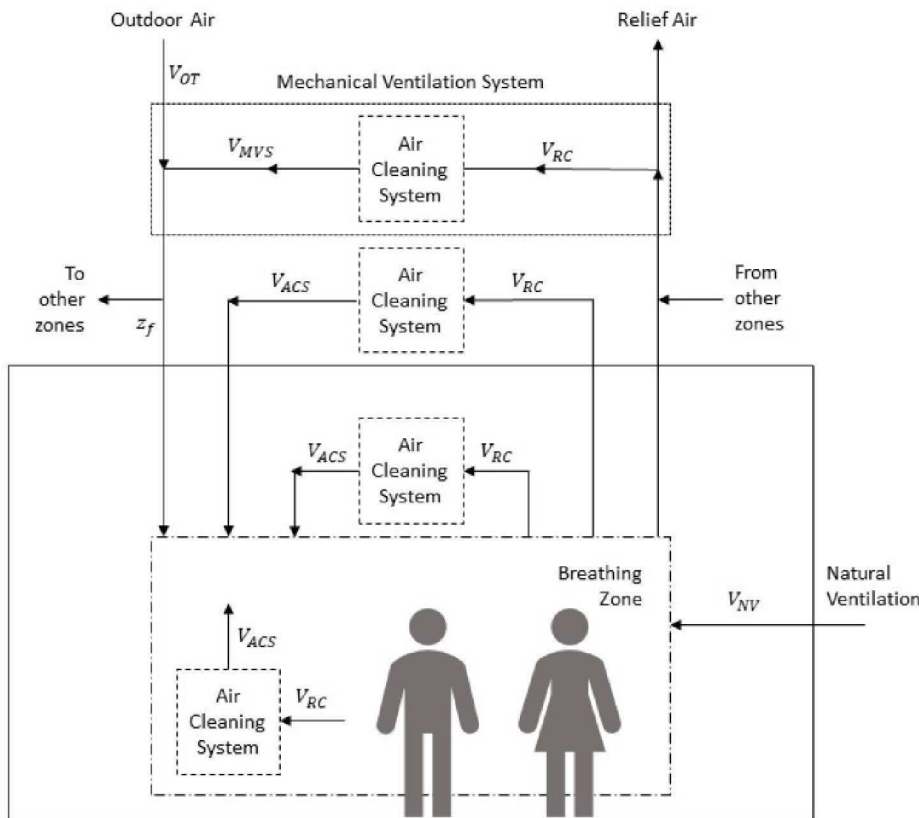 Outdoor Air
Relief Air
V_OT
Mechanical Ventilation System
V_MVS
Air
Cleaning
System
V_RC
To
other
zones
z_f
V_ACS
Air
Cleaning
System
V_RC
From
other
zones
V_ACS
Air
Cleaning
System
V_RC
Breathing
Zone
Natural
Ventilation
V_NV
V_ACS
Air
Cleaning
System
V_RC